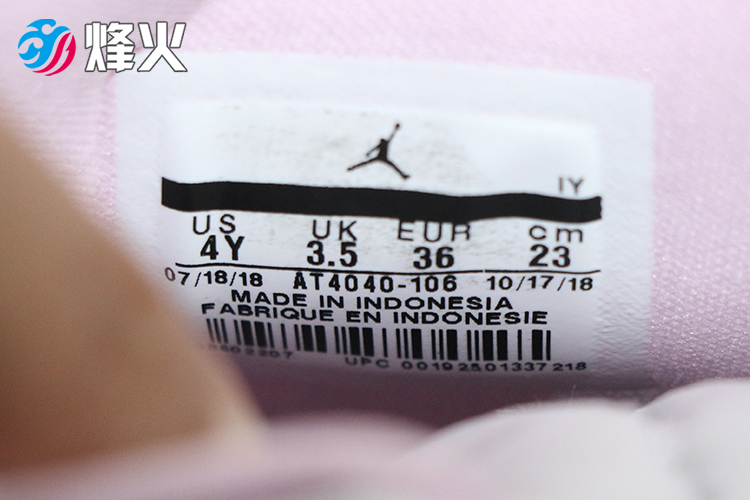 烽火
IY
US UK EUR cm
4Y 3.5 36 23
07/18/18 AT4040-106 10/17/18
MADE IN INDONESIA
FABRIQUE EN INDONESIE
UPC 00192501337218